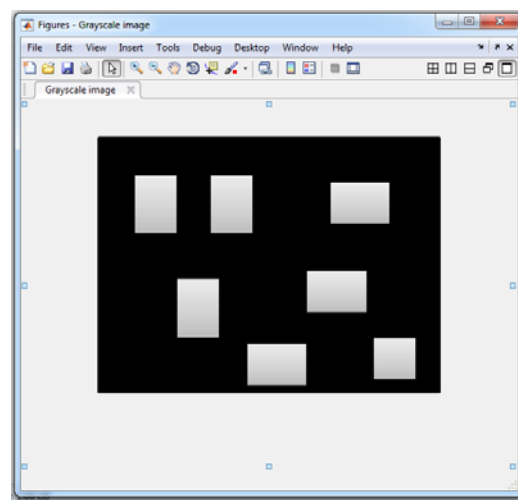 Figures - Grayscale image
File Edit View Insert Tools Debug Desktop Window Help
Grayscale image